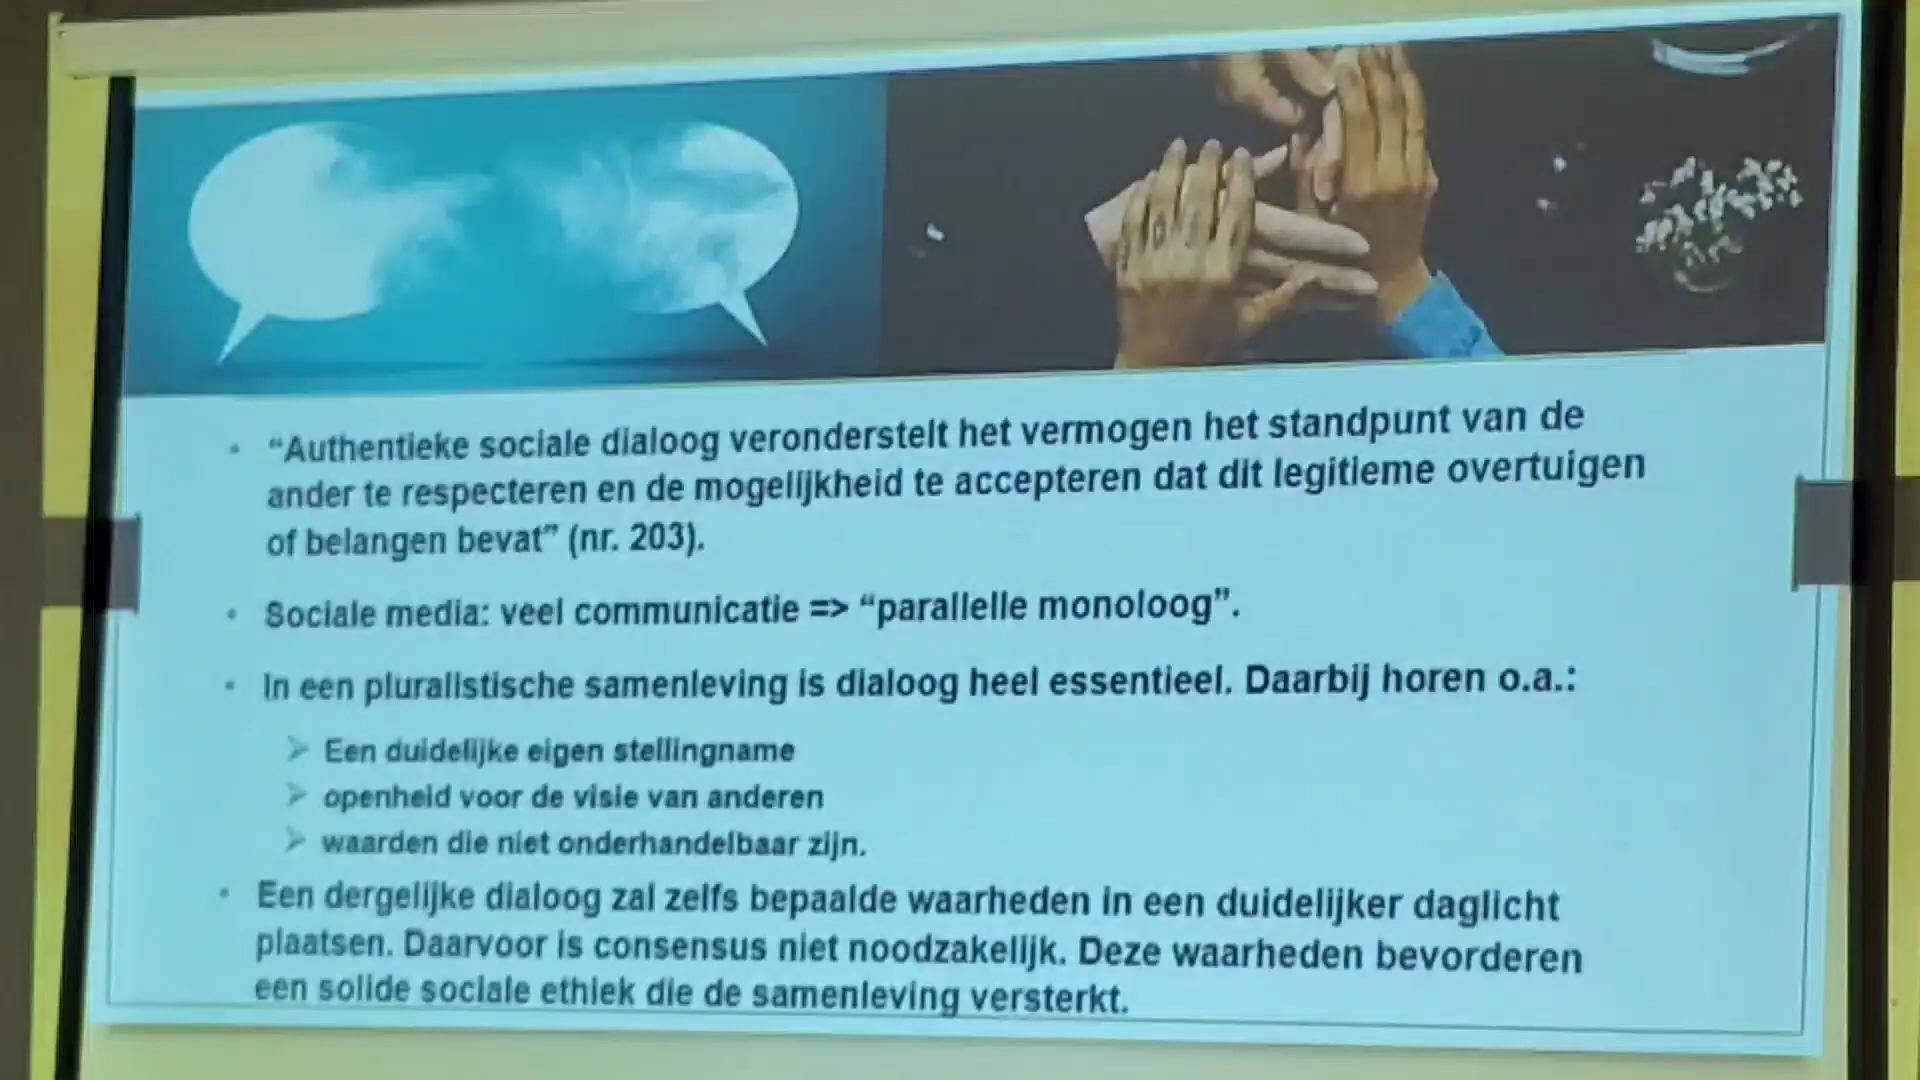 “Authentieke sociale dialoog veronderstelt het vermogen het standpunt van de
ander te respecteren en de mogelijkheid te accepteren dat dit legitieme overtuigen
of belangen bevat” (nr. 203).
Sociale media: veel communicatie => “parallelle monoloog”.
In een pluralistische samenleving is dialoog heel essentieel. Daarbij horen o.a.:
Een duidelijke eigen stellingname
openheid voor de visie van anderen
waarden die niet onderhandelbaar zijn.
Een dergelijke dialoog zal zelfs bepaalde waarheden in een duidelijker daglicht
plaatsen. Daarvoor is consensus niet noodzakelijk. Deze waarheden bevorderen
een solide sociale ethiek die de samenleving versterkt.